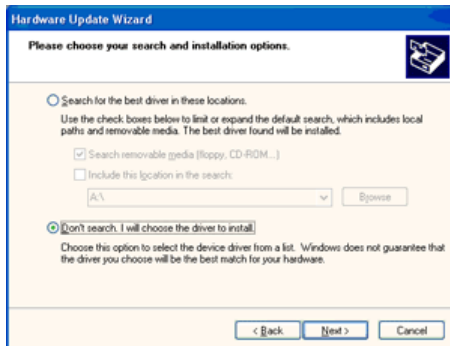 Hardware Update Wizard
Please choose your search and installation options.
Search for the best driver in these locations.
Use the check boxes below to limit or expand the default search, which includes local
paths and removable media. The best driver found will be installed.
Search removable media (floppy, CD-ROM...)
Include this location in the search:
A:\
Browse
Don't search. I will choose the driver to install.
Choose this option to select the device driver from a list. Windows does not guarantee that
the driver you choose will be the best match for your hardware.
< Back
Next >
Cancel